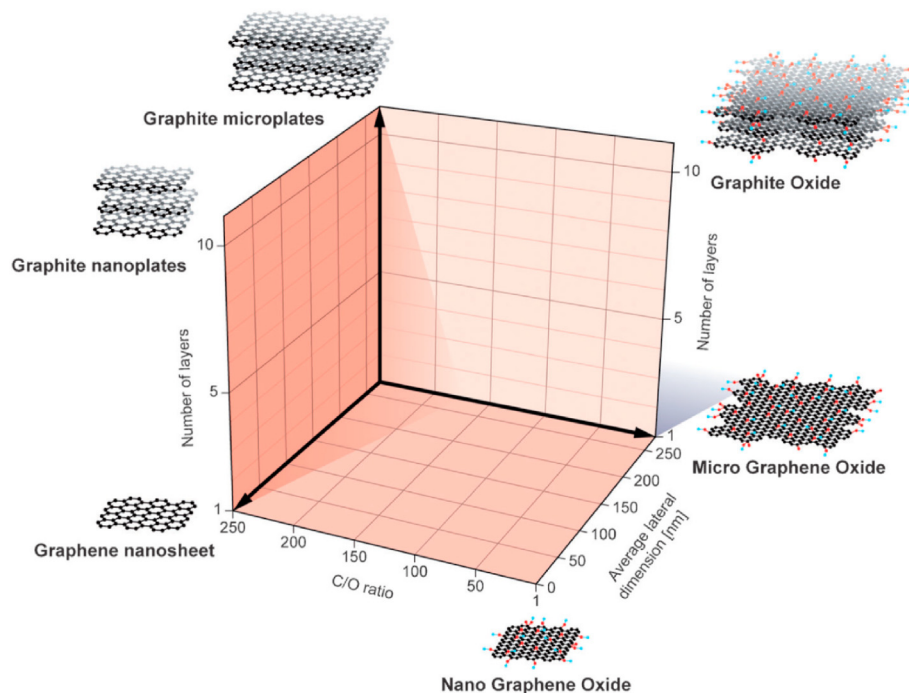 Graphite microplates
Graphite Oxide
Graphite nanoplates
Graphene nanosheet
Micro Graphene Oxide
Nano Graphene Oxide
Number of layers
10
5
1
Number of layers
10
5
1
C/O ratio
250
200
150
100
50
1
Average lateral
dimension [nm]
250
200
150
100
50
0